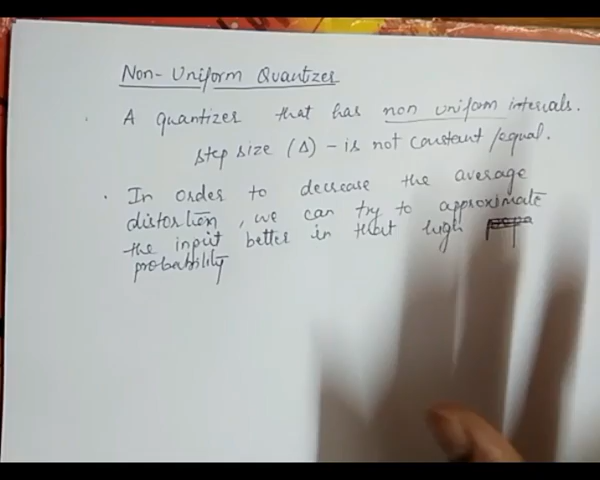 Non-Uniform Quantizer
A quantizer that has non uniform intervals.
step size (Δ) - is not constant/equal.
• In order to decrease the average
distortion, we can try to approximate
the input better in that high
probability